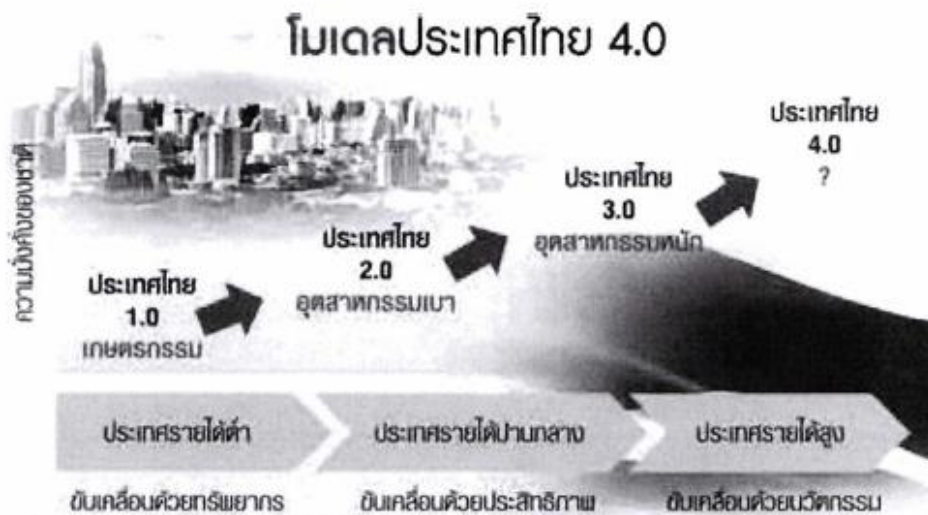 โมเดลประเทศไทย 4.0
ความมั่งคั่งของชาติ
ประเทศไทย
1.0
เกษตรกรรม
ประเทศไทย
2.0
อุตสาหกรรมเบา
ประเทศไทย
3.0
อุตสาหกรรมหนัก
ประเทศไทย
4.0
?
ประเทศรายได้ต่ำ
ประเทศรายได้ปานกลาง
ประเทศรายได้สูง
ขับเคลื่อนด้วยทรัพยากร
ขับเคลื่อนด้วยประสิทธิภาพ
ขับเคลื่อนด้วยนวัตกรรม